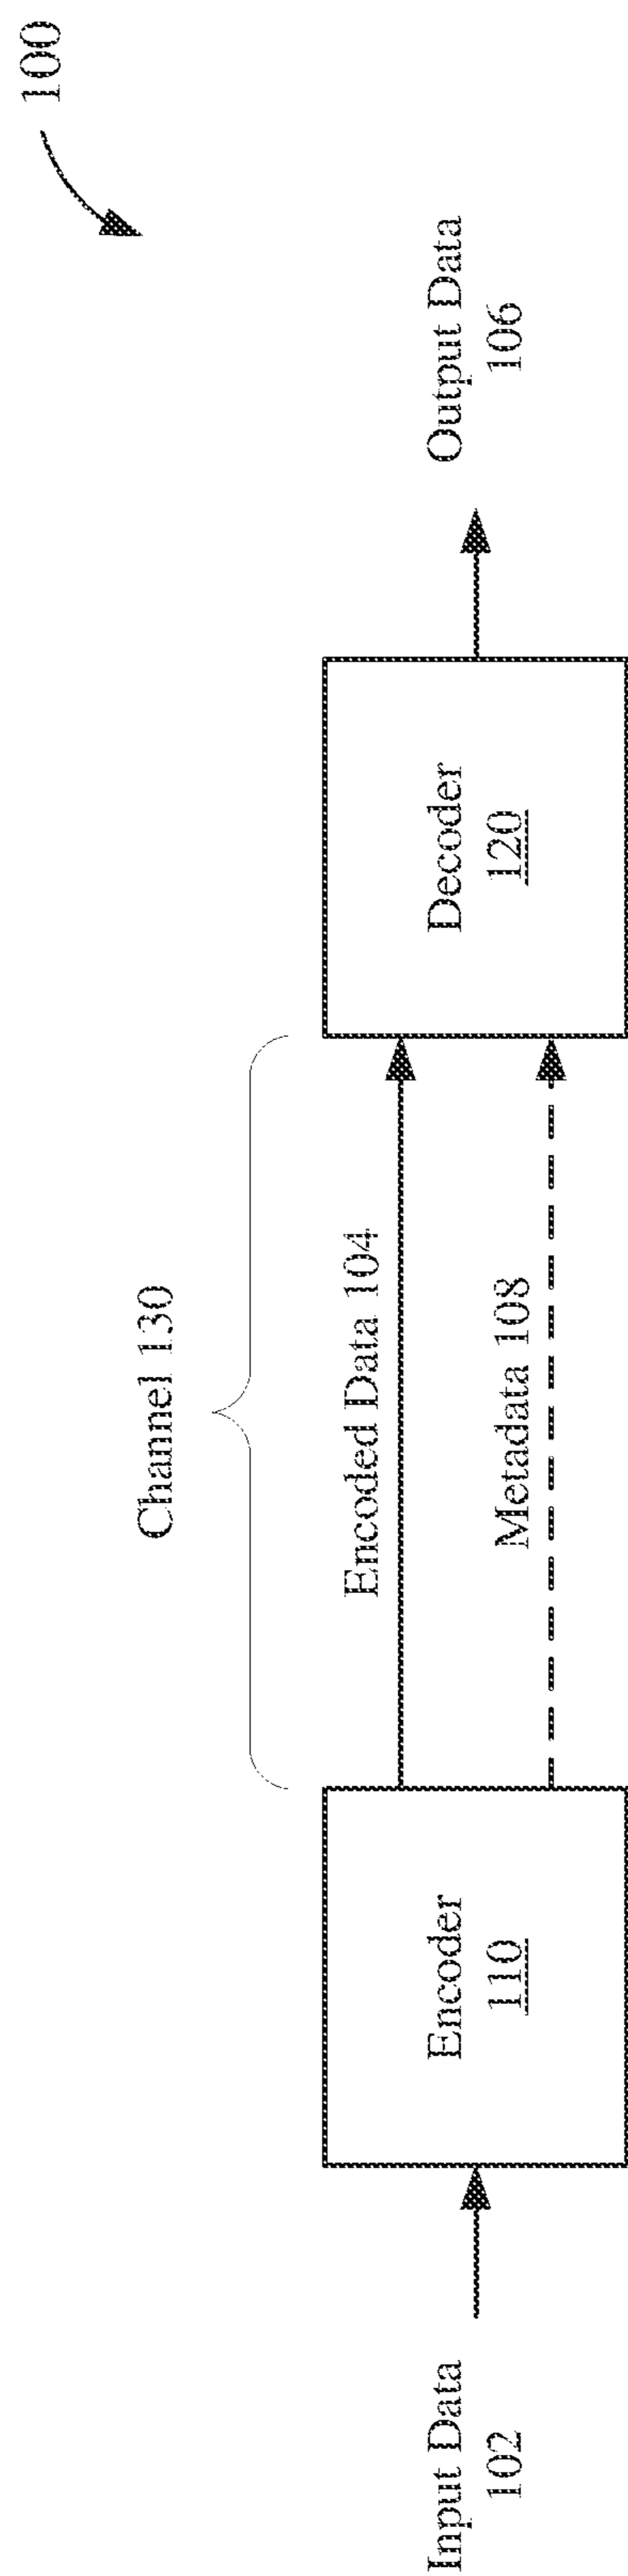 100
Channel 130
Input Data
102
Encoder
110
Encoded Data 104
Metadata 108
Decoder
120
Output Data
106